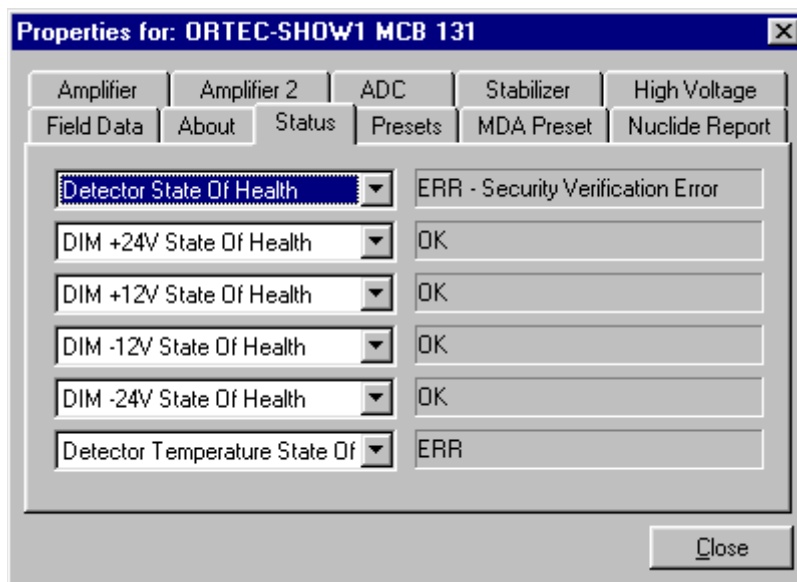 Properties for: ORTEC-SHOW1 MCB 131
Amplifier Amplifier 2 ADC Stabilizer High Voltage
Field Data About Status Presets MDA Preset Nuclide Report
Detector State Of Health ERR - Security Verification Error
DIM +24V State Of Health OK
DIM +12V State Of Health OK
DIM -12V State Of Health OK
DIM -24V State Of Health OK
Detector Temperature State Of ERR
Close